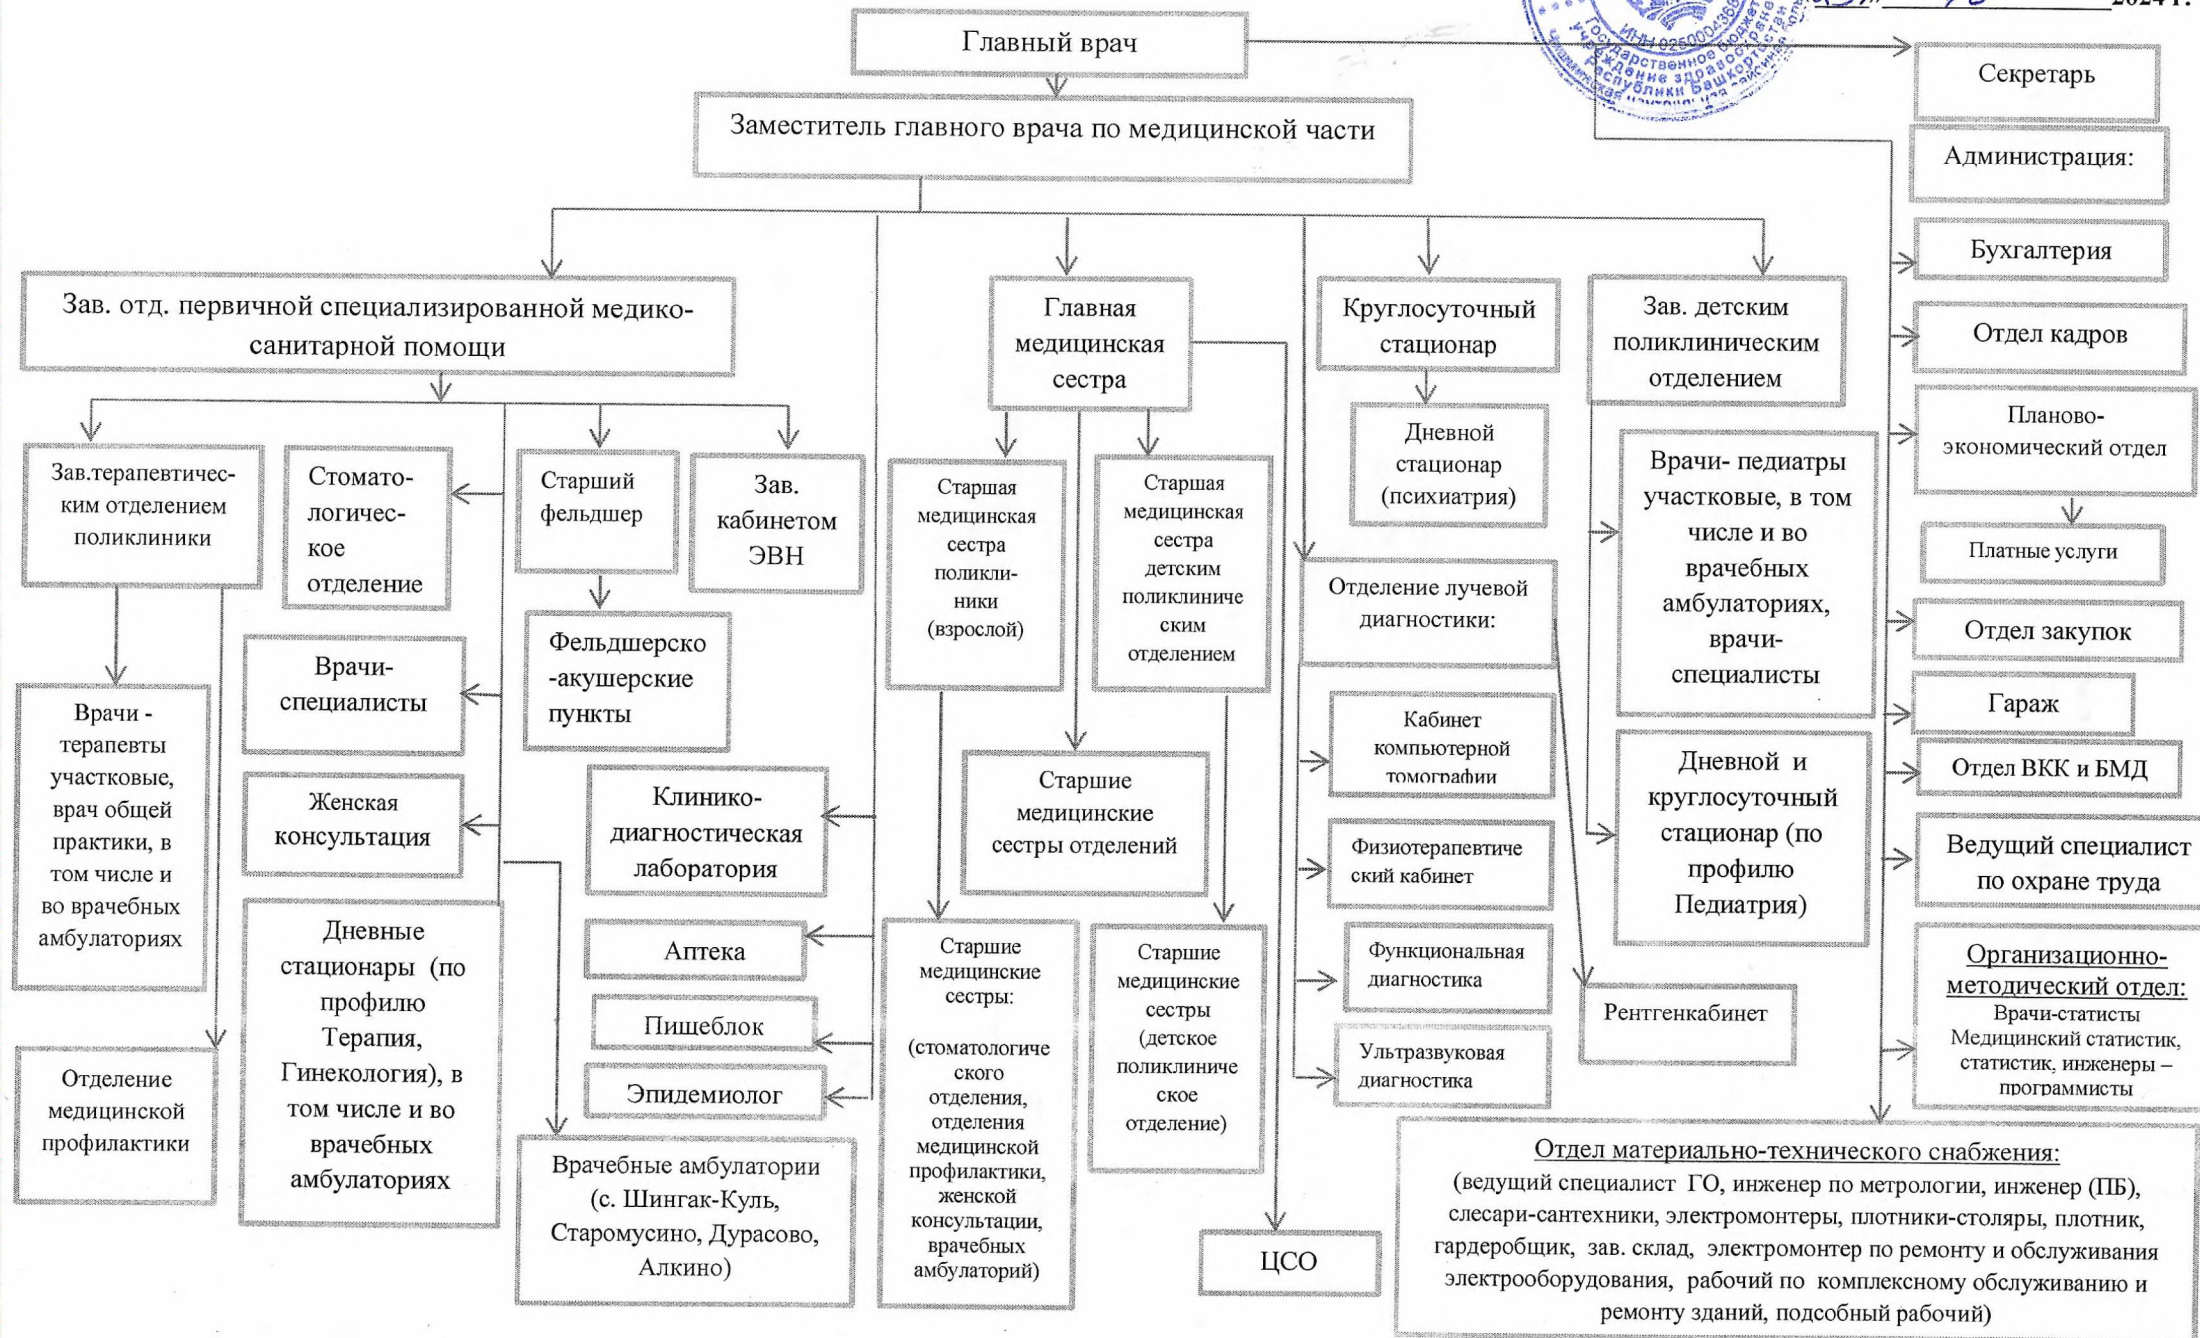 2024 г.
ИНН 02500043
Государственное бюджет
учреждение здравоохранения
Республики Башкортостан
Главный врач
Секретарь
Заместитель главного врача по медицинской части
Администрация:
Бухгалтерия
Отдел кадров
Планово-
экономический отдел
Платные услуги
Отдел закупок
Гараж
Отдел ВКК и БМД
Ведущий специалист
по охране труда
Организационно-
методический отдел:
Врачи-статисты
Медицинский статистик,
статистик, инженеры –
программисты
Зав. отд. первичной специализированной медико-
санитарной помощи
Главная
медицинская
сестра
Круглосуточный
стационар
Зав. детским
поликлиническим
отделением
Зав.терапевтичес-
ким отделением
поликлиники
Стомато-
логичес-
кое
отделение
Старший
фельдшер
Зав.
кабинетом
ЭВН
Старшая
медицинская
сестра
поликли-
ники
(взрослой)
Старшая
медицинская
сестра
детским
поликлиниче
ским
отделением
Дневной
стационар
(психиатрия)
Врачи- педиатры
участковые, в том
числе и во
врачебных
амбулаториях,
врачи-
специалисты
Отделение лучевой
диагностики:
Врачи-
специалисты
Фельдшерско
-акушерские
пункты
Врачи -
терапевты
участковые,
врач общей
практики, в
том числе и
во врачебных
амбулаториях
Женская
консультация
Клинико-
диагностическая
лаборатория
Старшие
медицинские
сестры отделений
Кабинет
компьютерной
томографии
Физиотерапевтиче
ский кабинет
Дневной и
круглосуточный
стационар (по
профилю
Педиатрия)
Дневные
стационары (по
профилю
Терапия,
Гинекология), в
том числе и во
врачебных
амбулаториях
Аптека
Пищеблок
Эпидемиолог
Старшие
медицинские
сестры:
(стоматологиче
ского
отделения,
отделения
медицинской
профилактики,
женской
консультации,
врачебных
амбулаторий)
Старшие
медицинские
сестры
(детское
поликлиниче
ское
отделение)
Функциональная
диагностика
Ультразвуковая
диагностика
Рентгенкабинет
Отделение
медицинской
профилактики
Врачебные амбулатории
(с. Шингак-Куль,
Старомусино, Дурасово,
Алкино)
ЦСО
Отдел материально-технического снабжения:
(ведущий специалист ГО, инженер по метрологии, инженер (ПБ),
слесари-сантехники, электромонтеры, плотники-столяры, плотник,
гардеробщик, зав. склад, электромонтер по ремонту и обслуживания
электрооборудования, рабочий по комплексному обслуживанию и
ремонту зданий, подсобный рабочий)